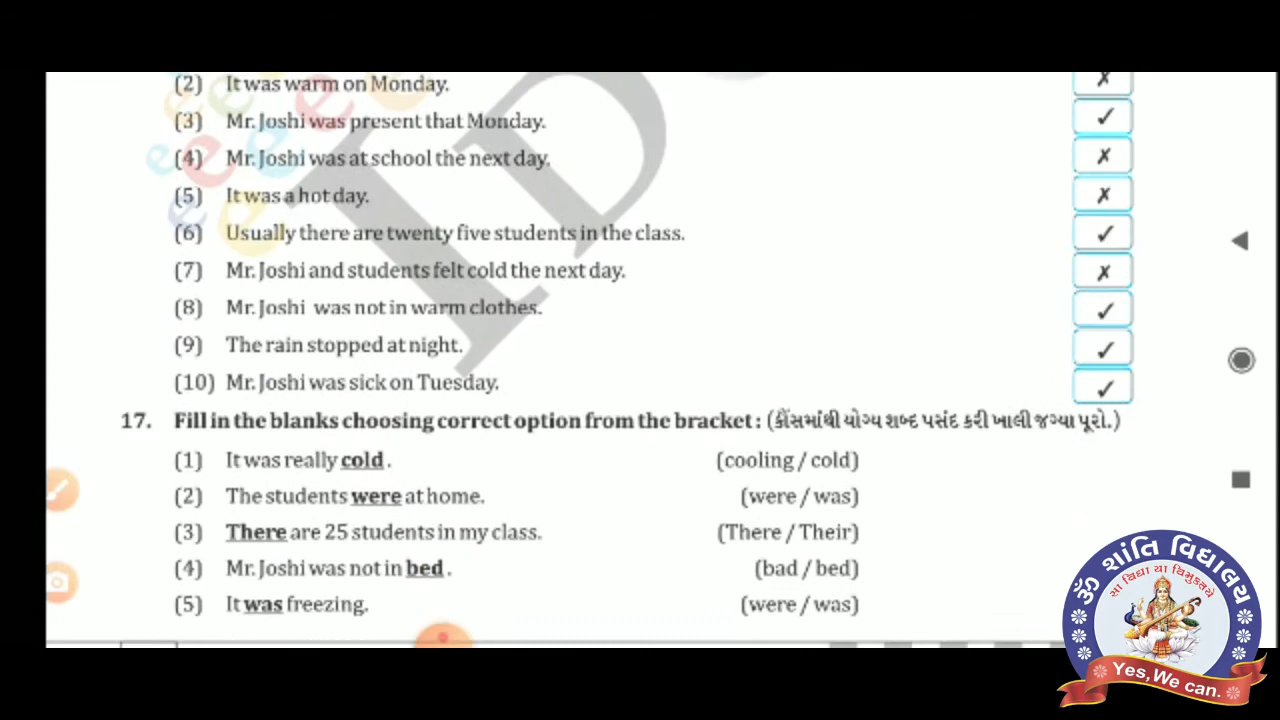 (2) It was warm on Monday. ✗
(3) Mr. Joshi was present that Monday. ✓
(4) Mr. Joshi was at school the next day. ✗
(5) It was a hot day. ✗
(6) Usually there are twenty five students in the class. ✓
(7) Mr. Joshi and students felt cold the next day. ✗
(8) Mr. Joshi was not in warm clothes. ✓
(9) The rain stopped at night. ✓
(10) Mr. Joshi was sick on Tuesday. ✓
17. Fill in the blanks choosing correct option from the bracket : (કૌંસમાંથી યોગ્ય શબ્દ પસંદ કરી ખાલી જગ્યા પૂરો.)
(1) It was really cold . (cooling / cold)
(2) The students were at home. (were / was)
(3) There are 25 students in my class. (There / Their)
(4) Mr. Joshi was not in bed . (bad / bed)
(5) It was freezing. (were / was)
ૐ શાંતિ વિદ્યાલય
સા વિદ્યા યા વિમુક્તયે
Yes, We can.